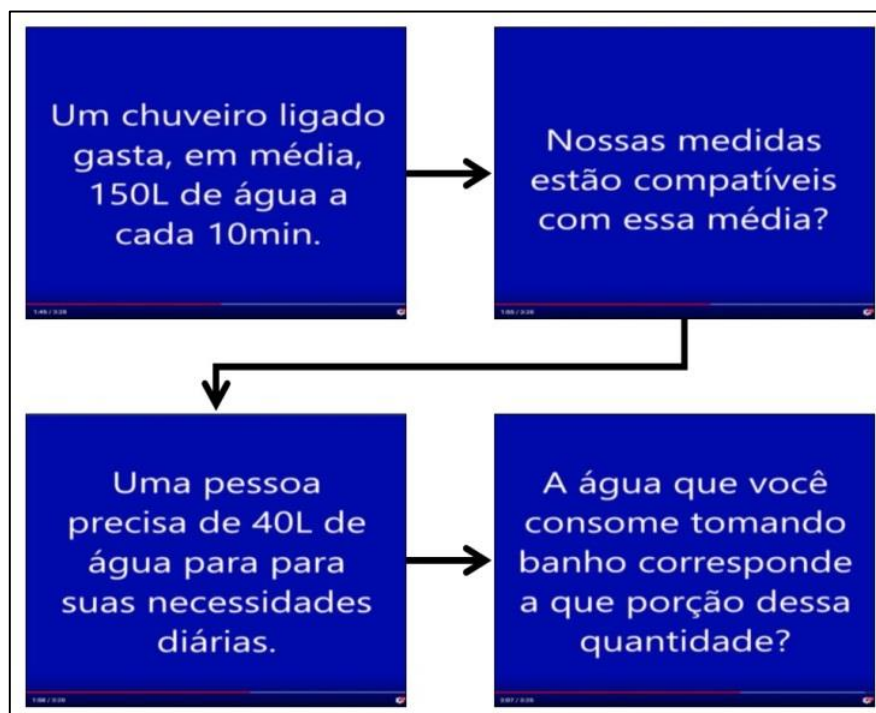 Um chuveiro ligado
gasta, em média,
150L de água a
cada 10min.
Nossas medidas
estão compatíveis
com essa média?
Uma pessoa
precisa de 40L de
água para para
suas necessidades
diárias.
A água que você
consome tomando
banho corresponde
a que porção dessa
quantidade?